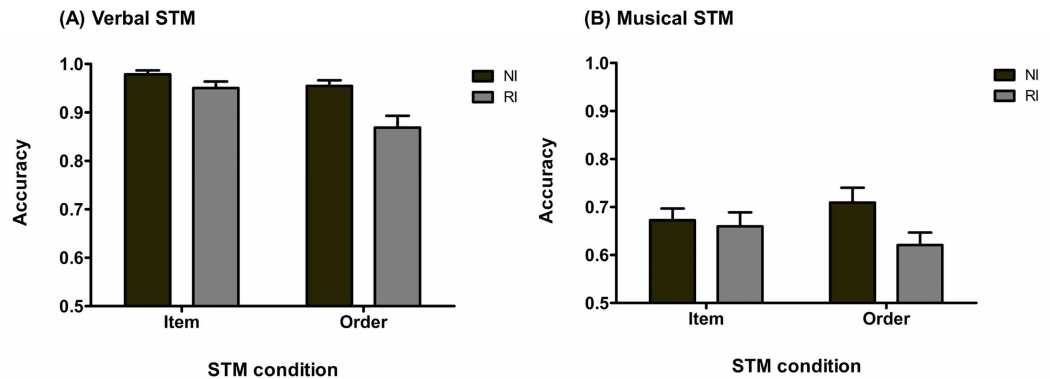 (A) Verbal STM
1.0
0.9
0.8
0.7
0.6
0.5
Accuracy
Item
Order
STM condition
NI
RI
(B) Musical STM
1.0
0.9
0.8
0.7
0.6
0.5
Accuracy
Item
Order
STM condition
NI
RI